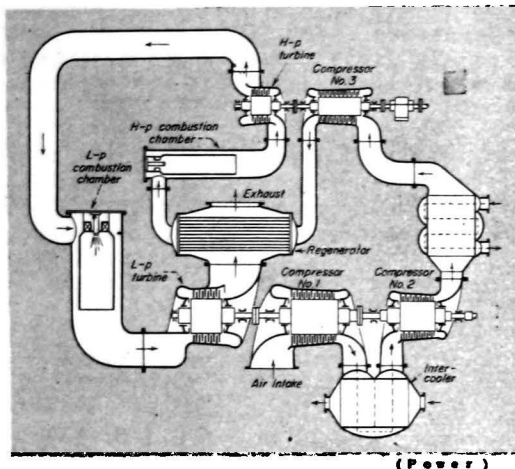 H-p
turbine
Compressor
No. 3
H-p combustion
chamber
L-p
combustion
chamber
Exhaust
Regenerator
L-p
turbine
Compressor
No. 1
Compressor
No. 2
Air Intake
Inter-
cooler
(Power)